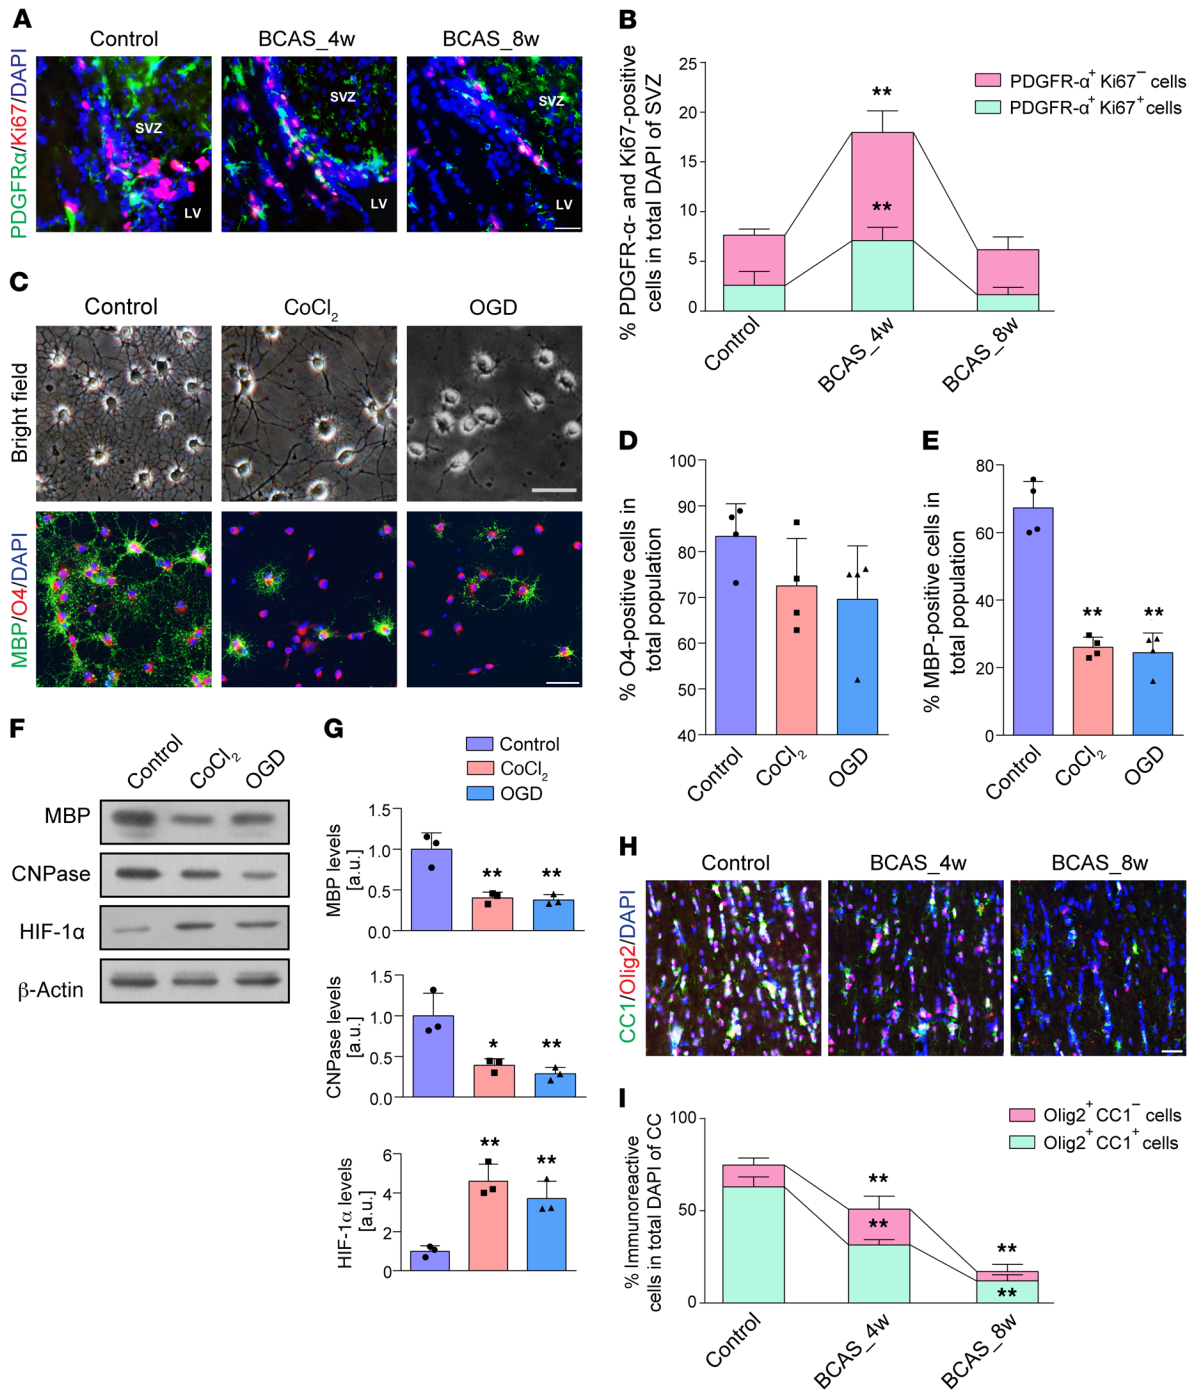 A
Control
BCAS_4w
BCAS_8w
PDGFRα/Ki67/DAPI
SVZ
LV
SVZ
LV
SVZ
LV
B
% PDGFR-α- and Ki67-positive
cells in total DAPI of SVZ
25
20
15
10
5
0
PDGFR-α⁺ Ki67⁻ cells
PDGFR-α⁺ Ki67⁺ cells
**
**
Control
BCAS_4w
BCAS_8w
C
Control
CoCl₂
OGD
Bright field
MBP/O4/DAPI
D
% O4-positive cells in
total population
100
90
80
70
60
50
40
Control
CoCl₂
OGD
E
% MBP-positive cells in
total population
80
60
40
20
0
**
**
Control
CoCl₂
OGD
F
Control
CoCl₂
OGD
MBP
CNPase
HIF-1α
β-Actin
G
Control
CoCl₂
OGD
MBP levels
[a.u.]
1.5
1.0
0.5
0.0
**
**
CNPase levels
[a.u.]
1.5
1.0
0.5
0.0
*
**
HIF-1α levels
[a.u.]
6
4
2
0
**
**
H
Control
BCAS_4w
BCAS_8w
CC1/Olig2/DAPI
I
% Immunoreactive
cells in total DAPI of CC
100
50
0
Olig2⁺ CC1⁻ cells
Olig2⁺ CC1⁺ cells
**
**
**
**
Control
BCAS_4w
BCAS_8w